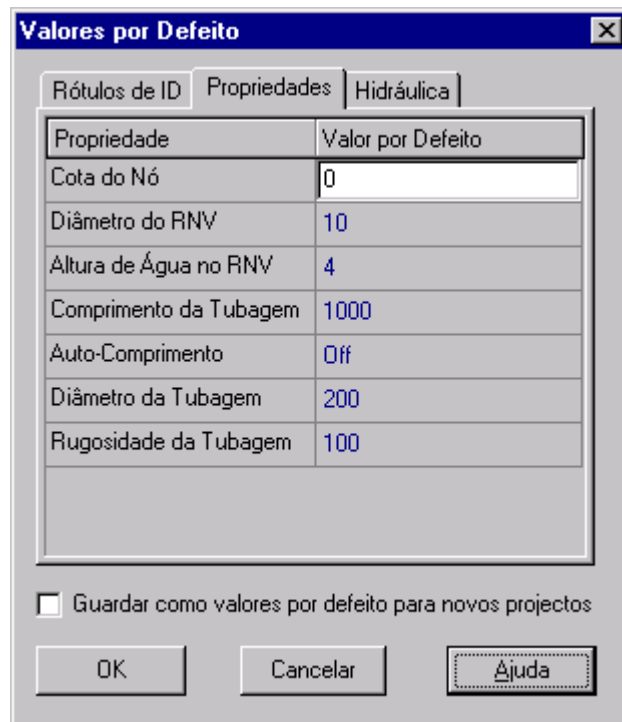 Valores por Defeito
Rótulos de ID Propriedades Hidráulica
Propriedade Valor por Defeito
Cota do Nó 0
Diâmetro do RNV 10
Altura de Água no RNV 4
Comprimento da Tubagem 1000
Auto-Comprimento Off
Diâmetro da Tubagem 200
Rugosidade da Tubagem 100
Guardar como valores por defeito para novos projectos
OK Cancelar Ajuda